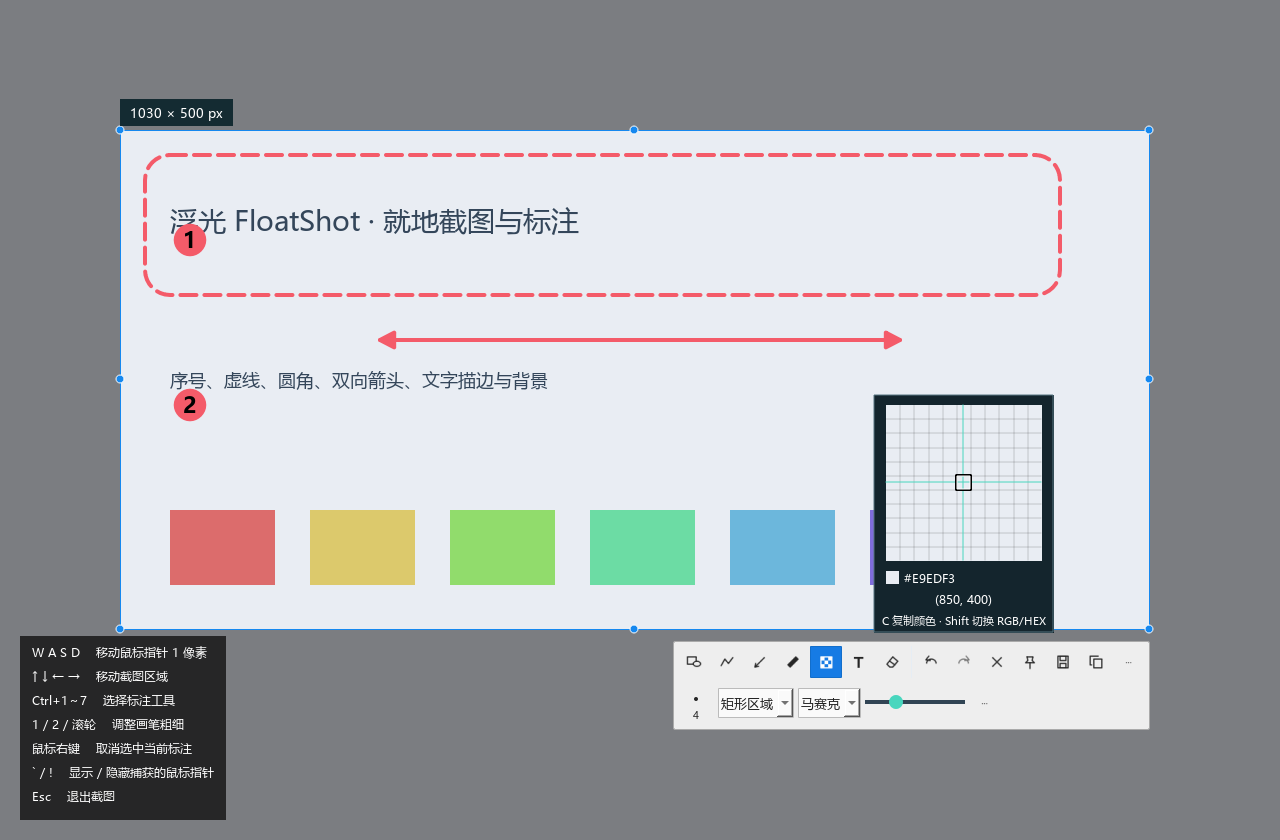 1030 × 500 px
浮光 FloatShot · 就地截图与标注
1
序号、虚线、圆角、双向箭头、文字描边与背景
2
#E9EDF3
(850, 400)
C 复制颜色 · Shift 切换 RGB/HEX
W A S D 移动鼠标指针 1 像素
↑ ↓ ← → 移动截图区域
Ctrl+1 ~ 7 选择标注工具
1 / 2 / 滚轮 调整画笔粗细
鼠标右键 取消选中当前标注
` / ! 显示 / 隐藏捕获的鼠标指针
Esc 退出截图
T
4 矩形区域 马赛克